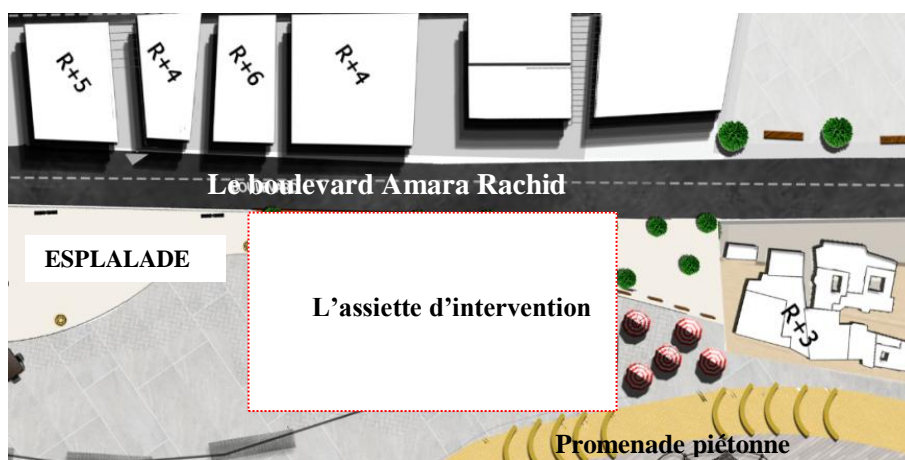 R+5
R+4
R+6
R+4
Le boulevard Amara Rachid
ESPLALADE
L'assiette d'intervention
R+3
Promenade piétonne